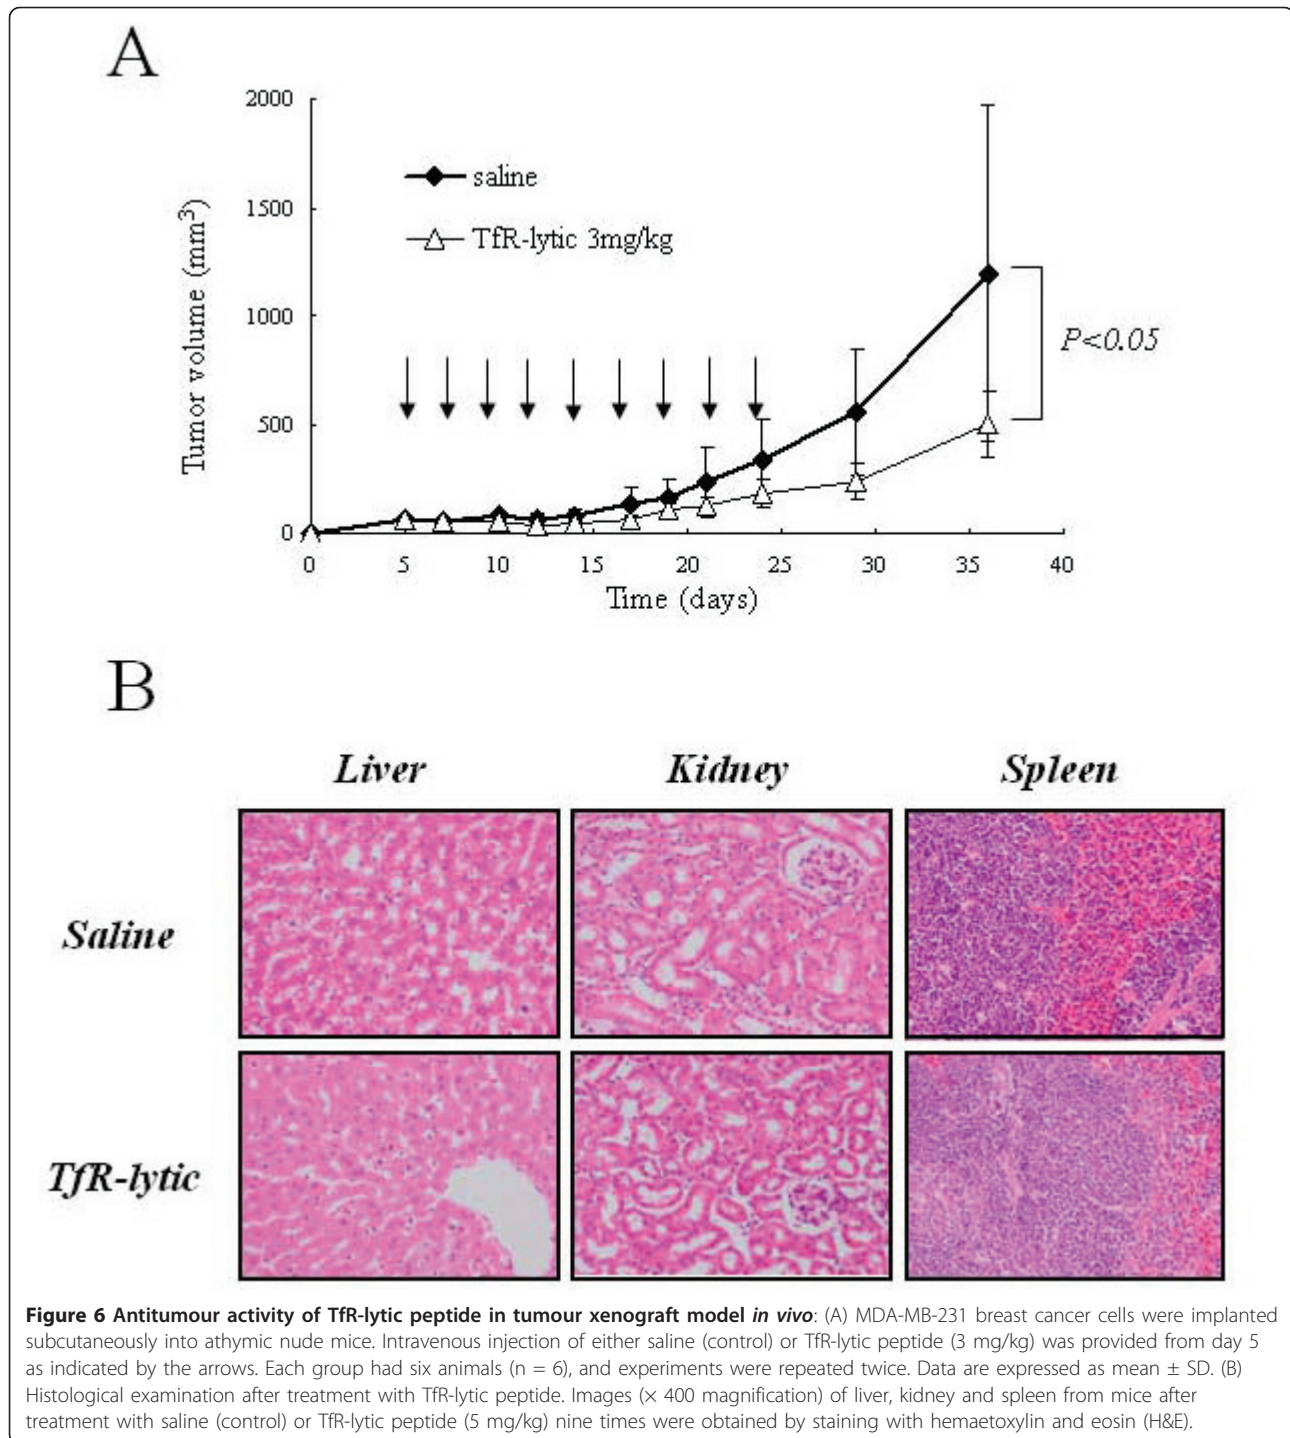 A
2000
1500
1000
500
0
Tumor volume (mm³)
saline
TfR-lytic 3mg/kg
P<0.05
0 5 10 15 20 25 30 35 40
Time (days)
B
Liver Kidney Spleen
Saline
TfR-lytic
Figure 6 Antitumour activity of TfR-lytic peptide in tumour xenograft model in vivo: (A) MDA-MB-231 breast cancer cells were implanted
subcutaneously into athymic nude mice. Intravenous injection of either saline (control) or TfR-lytic peptide (3 mg/kg) was provided from day 5
as indicated by the arrows. Each group had six animals (n = 6), and experiments were repeated twice. Data are expressed as mean ± SD. (B)
Histological examination after treatment with TfR-lytic peptide. Images (× 400 magnification) of liver, kidney and spleen from mice after
treatment with saline (control) or TfR-lytic peptide (5 mg/kg) nine times were obtained by staining with hemaetoxylin and eosin (H&E).